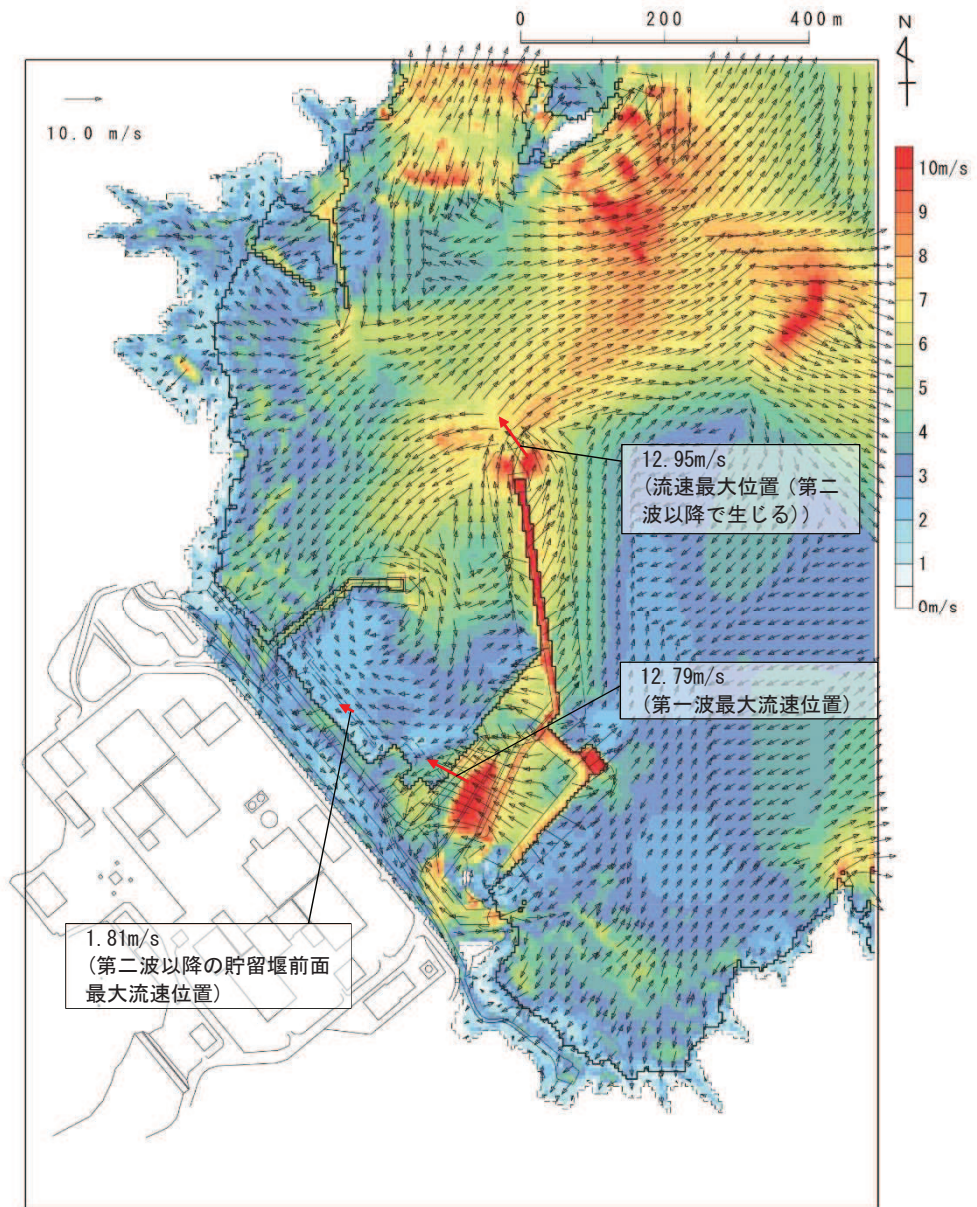 0 200 400 m
N
10.0 m/s
10m/s
9
8
7
6
5
4
3
2
1
0m/s
12.95m/s
(流速最大位置（第二
波以降で生じる）)
12.79m/s
(第一波最大流速位置)
1.81m/s
(第二波以降の貯留堰前面
最大流速位置)